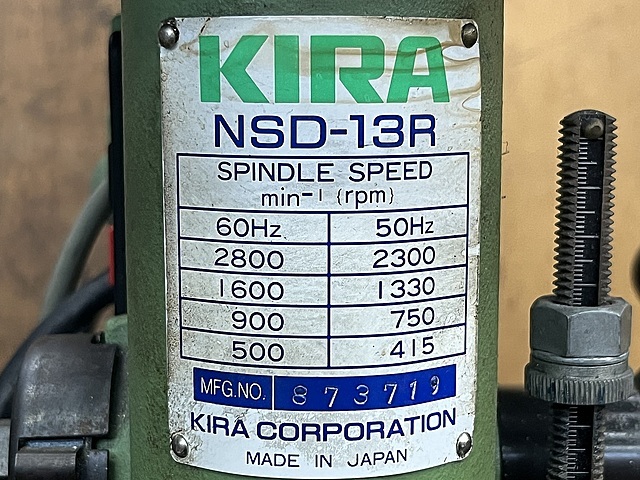 KIRA
NSD-13R
SPINDLE SPEED
min-1 (rpm)
60Hz 50Hz
2800 2300
1600 1330
900 750
500 415
MFG.NO. 873719
KIRA CORPORATION
MADE IN JAPAN